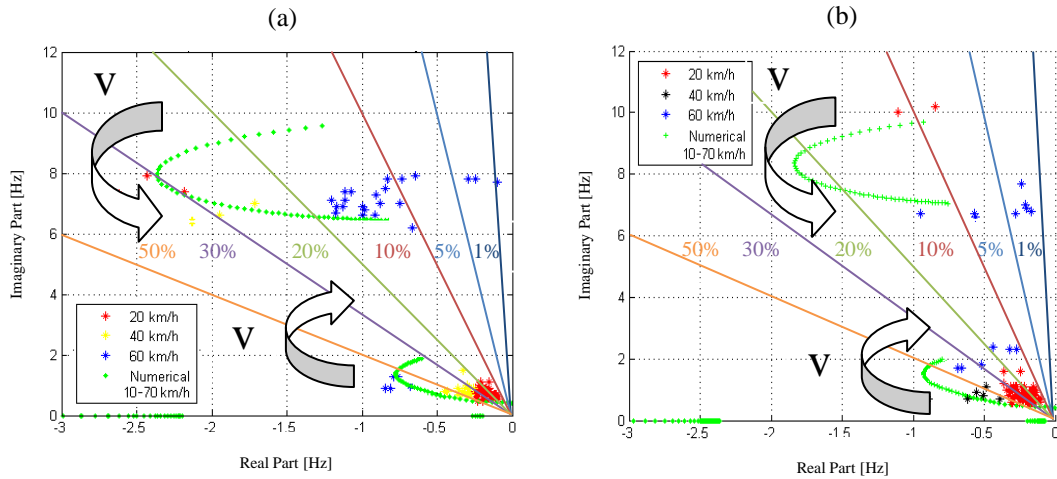 (a)
12
10
8
6
4
2
0
-3
-2.5
-2
-1.5
-1
-0.5
0
Imaginary Part [Hz]
Real Part [Hz]
V
V
50%
30%
20%
10%
5%
1%
20 km/h
40 km/h
60 km/h
Numerical
10-70 km/h
(b)
12
10
8
6
4
2
0
-3
-2.5
-2
-1.5
-1
-0.5
0
Imaginary Part [Hz]
Real Part [Hz]
V
V
50%
30%
20%
10%
5%
1%
20 km/h
40 km/h
60 km/h
Numerical
10-70 km/h